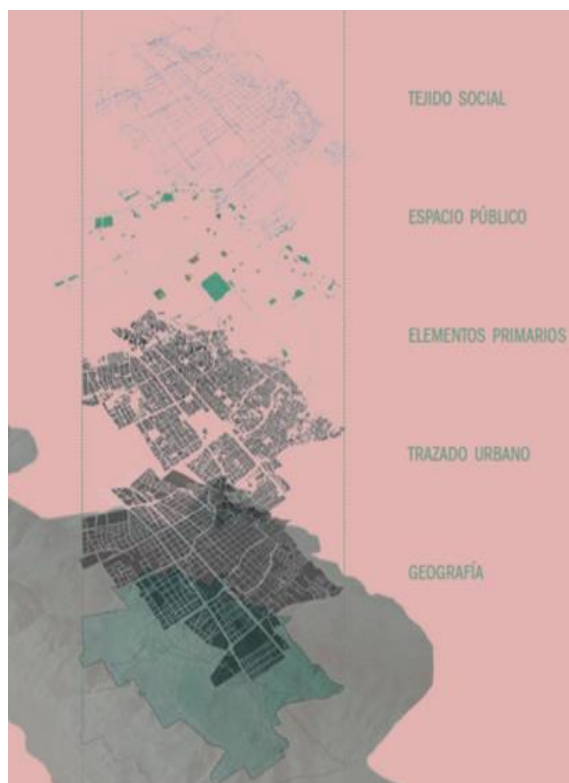 TEJIDO SOCIAL
ESPACIO PÚBLICO
ELEMENTOS PRIMARIOS
TRAZADO URBANO
GEOGRAFÍA